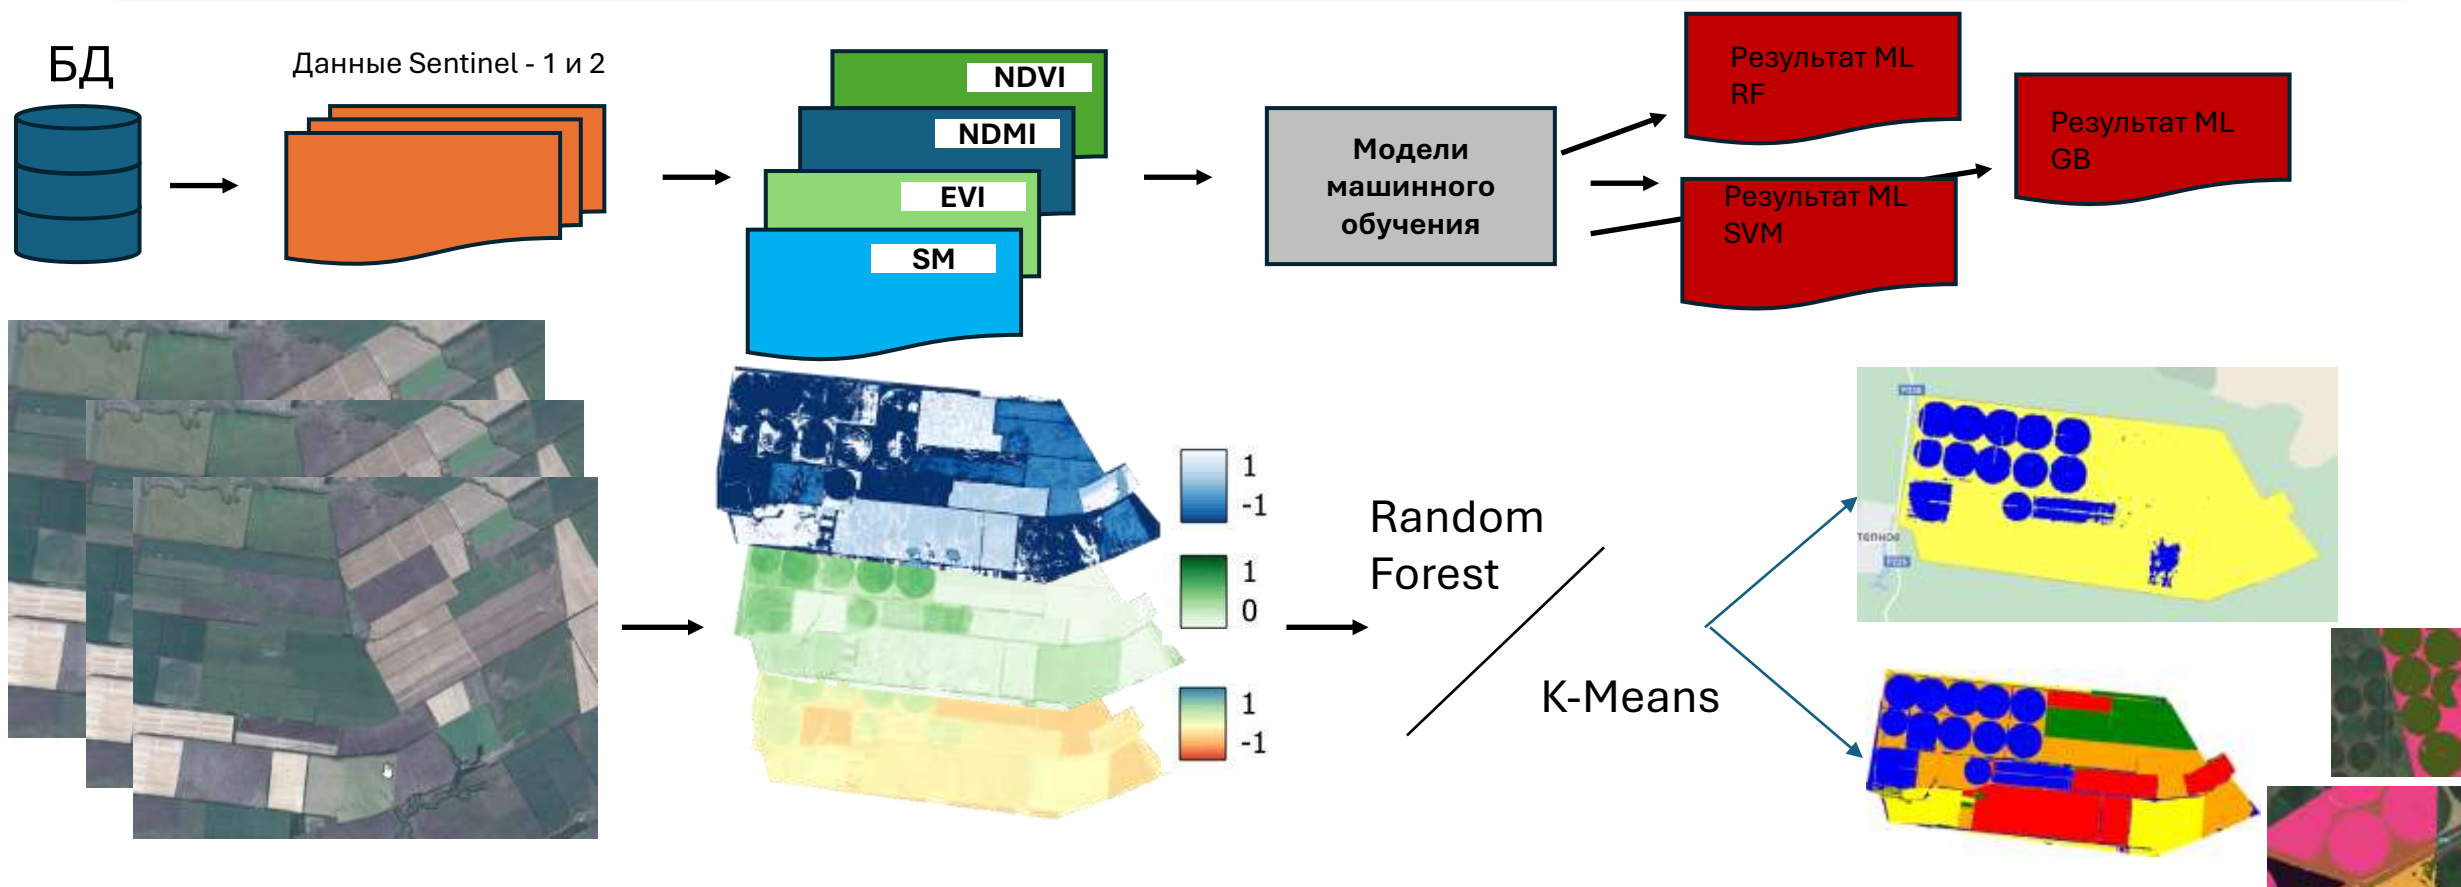 БД
Данные Sentinel - 1 и 2
NDVI
NDMI
EVI
SM
Модели
машинного
обучения
Результат ML
RF
Результат ML
SVM
Результат ML
GB
1
-1
1
0
1
-1
Random
Forest
K-Means
тепное